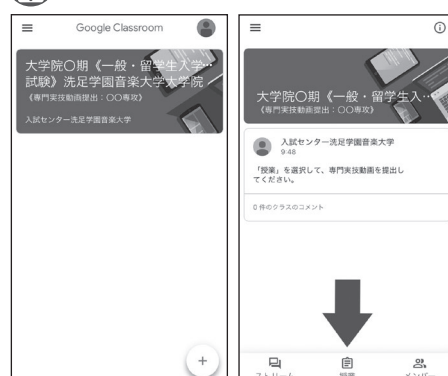 Google Classroom
大学院〇期《一般・留学生入学…
試験》洗足学園音楽大学大学院
《専門実技動画提出：〇〇専攻》
入試センター洗足学園音楽大学
大学院〇期《一般・留学生入…
《専門実技動画提出：〇〇専攻》
入試センター洗足学園音楽大学
9:48
「授業」を選択して、専門実技動画を提出し
てください。
0 件のクラスのコメント
ストリーム
授業
メンバー